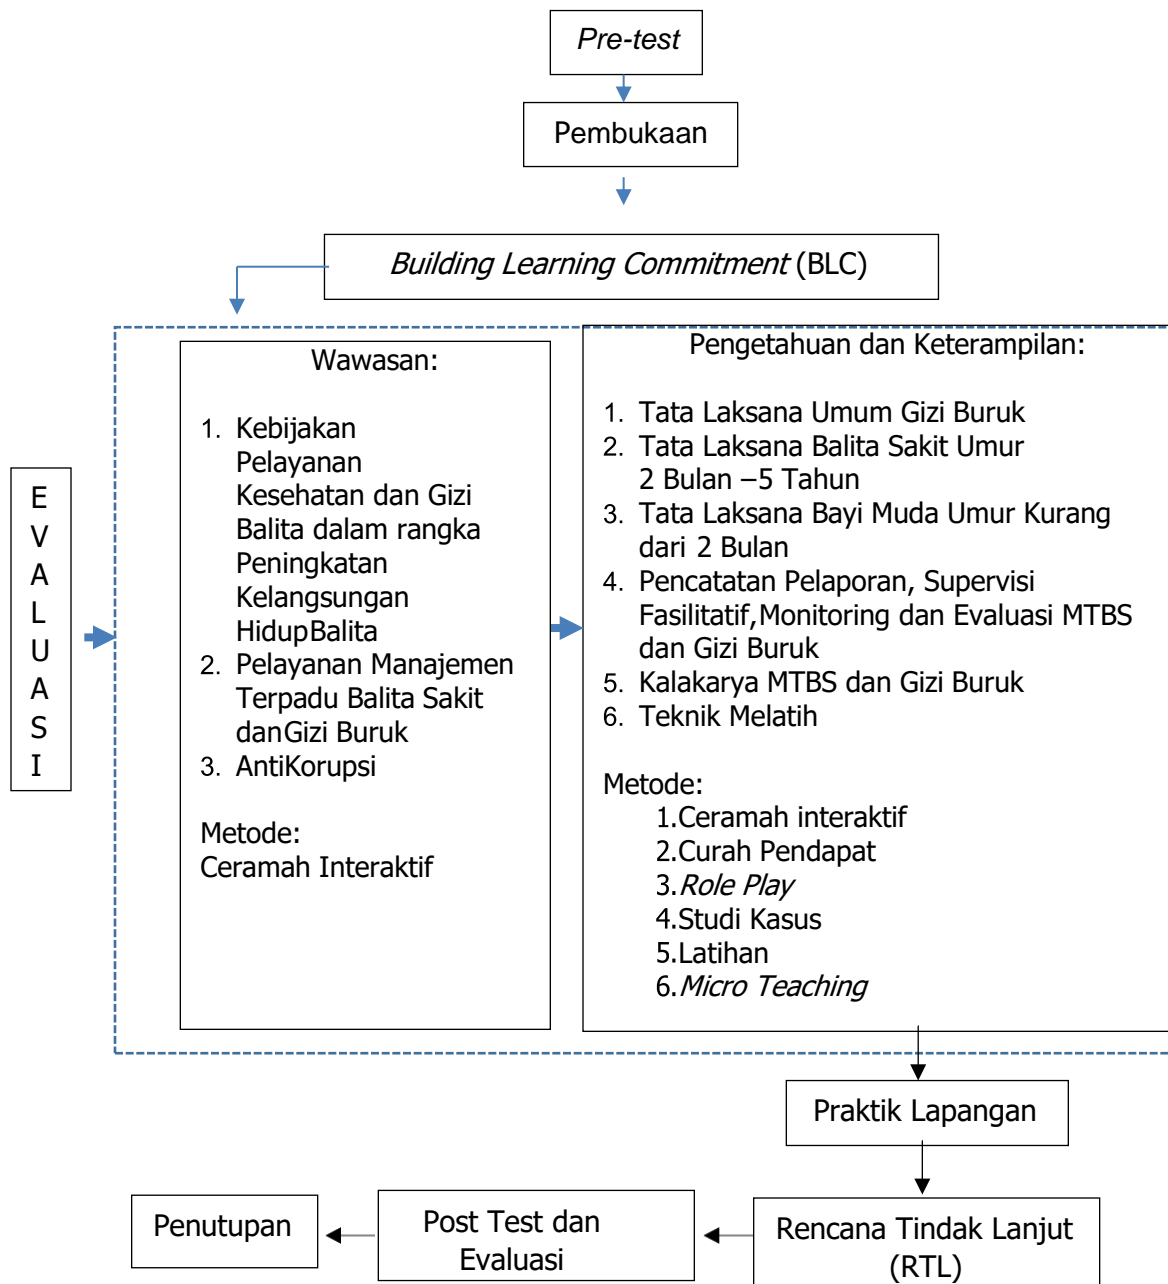 Pre-test
Pembukaan
Building Learning Commitment (BLC)
E
V
A
L
U
A
S
I
Wawasan:
1. Kebijakan
Pelayanan
Kesehatan dan Gizi
Balita dalam rangka
Peningkatan
Kelangsungan
HidupBalita
2. Pelayanan Manajemen
Terpadu Balita Sakit
danGizi Buruk
3. AntiKorupsi
Metode:
Ceramah Interaktif
Pengetahuan dan Keterampilan:
1. Tata Laksana Umum Gizi Buruk
2. Tata Laksana Balita Sakit Umur
2 Bulan –5 Tahun
3. Tata Laksana Bayi Muda Umur Kurang
dari 2 Bulan
4. Pencatatan Pelaporan, Supervisi
Fasilitatif,Monitoring dan Evaluasi MTBS
dan Gizi Buruk
5. Kalakarya MTBS dan Gizi Buruk
6. Teknik Melatih
Metode:
1.Ceramah interaktif
2.Curah Pendapat
3.Role Play
4.Studi Kasus
5.Latihan
6.Micro Teaching
Praktik Lapangan
Rencana Tindak Lanjut
(RTL)
Post Test dan
Evaluasi
Penutupan